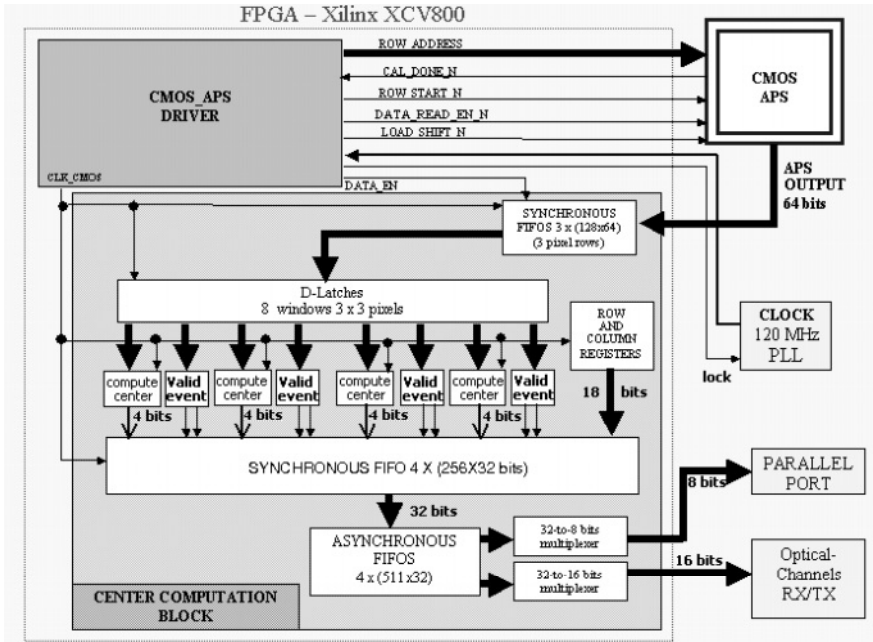 FPGA – Xilinx XCV800
ROW_ADDRESS
CAL_DONE_N
ROW START_N
DATA_READ_EN_N
LOAD SHIFT_N
CMOS_APS
DRIVER
CLK_CMOS
DATA_EN
CMOS
APS
APS
OUTPUT
64 bits
SYNCHRONOUS
FIFOS 3 x (128x64)
(3 pixel rows)
D-Latches
8 windows 3 x 3 pixels
ROW
AND
COLUMN
REGISTERS
CLOCK
120 MHz
PLL
lock
compute
center
Valid
event
compute
center
Valid
event
compute
center
Valid
event
compute
center
Valid
event
18 bits
4 bits
4 bits
4 bits
4 bits
SYNCHRONOUS FIFO 4 X (256X32 bits)
32 bits
8 bits
PARALLEL
PORT
ASYNCHRONOUS
FIFOS
4 x (511x32)
32-to-8 bits
multiplexer
32-to-16 bits
multiplexer
16 bits
Optical-
Channels
RX/TX
CENTER COMPUTATION
BLOCK